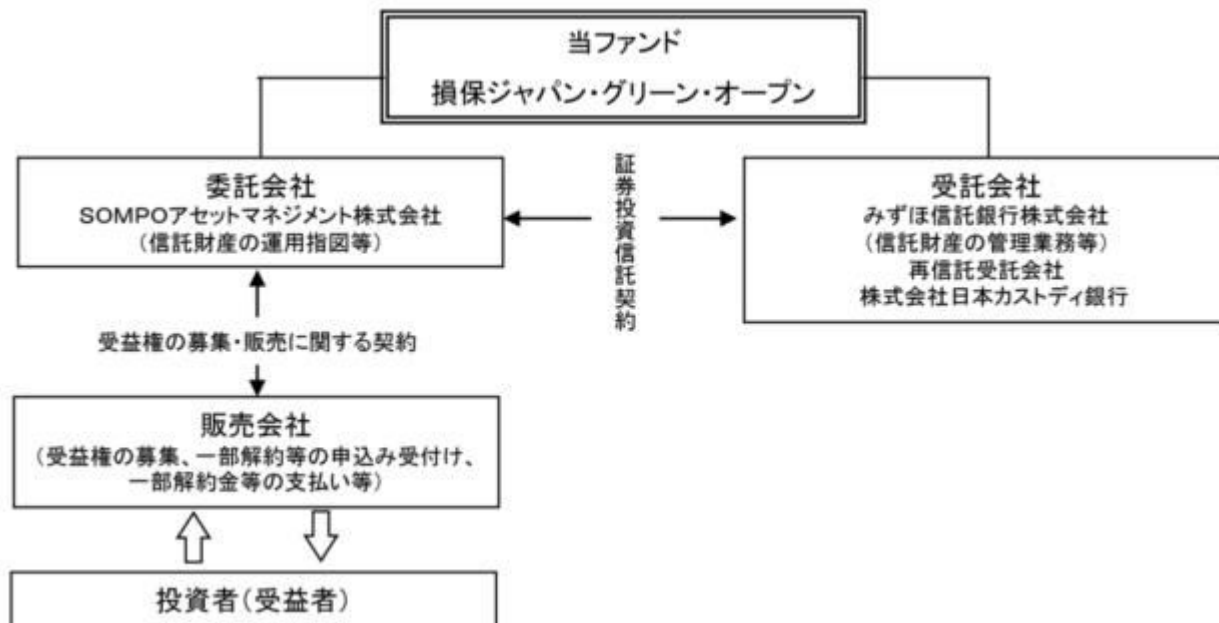 当ファンド
損保ジャパン・グリーン・オープン
委託会社
SOMPOアセットマネジメント株式会社
(信託財産の運用指図等)
証券投資信託契約
受託会社
みずほ信託銀行株式会社
(信託財産の管理業務等)
再信託受託会社
株式会社日本カストディ銀行
受益権の募集・販売に関する契約
販売会社
(受益権の募集、一部解約等の申込み受付け、
一部解約金等の支払い等)
投資者(受益者)